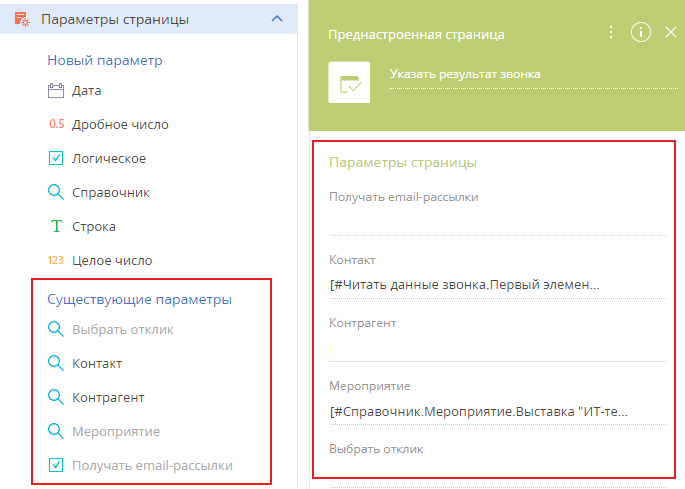 Параметры страницы
Новый параметр
Дата
0.5 Дробное число
Логическое
Справочник
T Строка
123 Целое число
Существующие параметры
Выбрать отклик
Контакт
Контрагент
Мероприятие
Получать email-рассылки
Преднастроенная страница
Указать результат звонка
Параметры страницы
Получать email-рассылки
Контакт
[#Читать данные звонка.Первый элемен...
Контрагент
Мероприятие
[#Справочник.Мероприятие.Выставка "ИТ-те...
Выбрать отклик